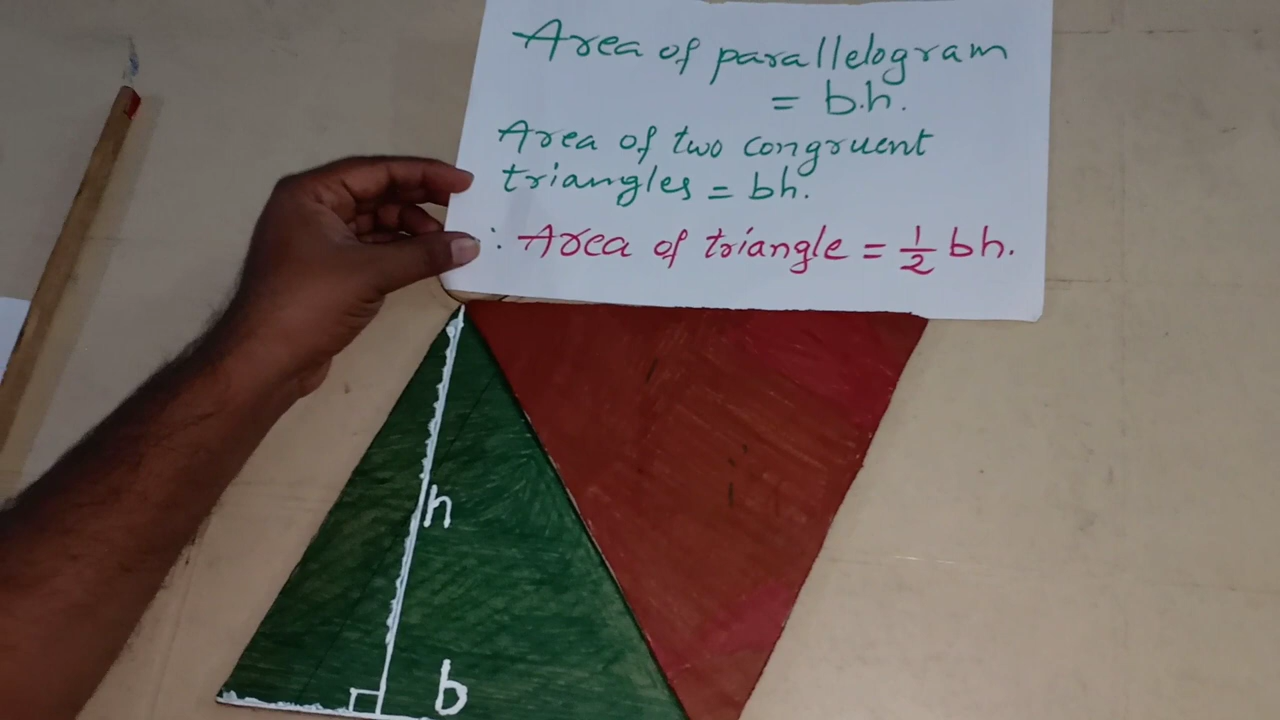 Area of parallelogram
= b.h.
Area of two congruent
triangles = bh.
∴ Area of triangle = 1/2 bh.
h
b